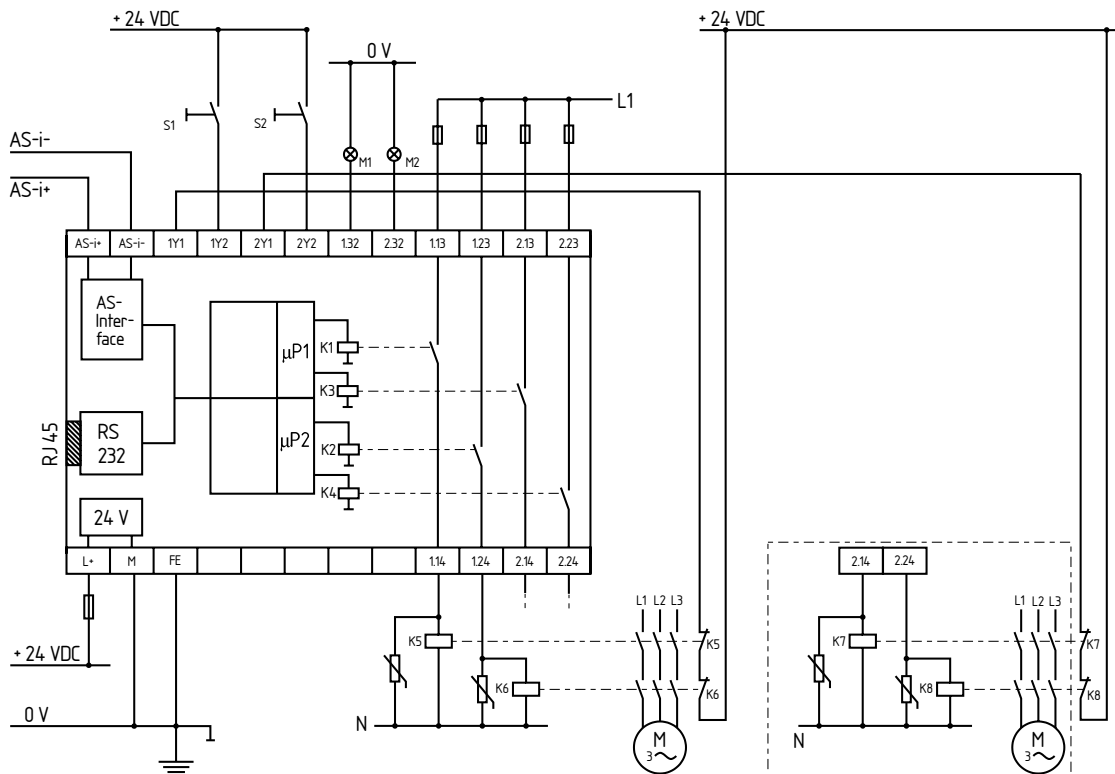 + 24 VDC
+ 24 VDC
0 V
L1
S1
S2
AS-i-
M1
M2
AS-i+
AS-i+ AS-i- 1Y1 1Y2 2Y1 2Y2 1.32 2.32 1.13 1.23 2.13 2.23
AS-
Inter-
face
µP1
K1
K3
RJ 45
RS
232
µP2
K2
K4
24 V
L+ M FE 1.14 1.24 2.14 2.24
2.14 2.24
L1 L2 L3
L1 L2 L3
K5
K5
K7
K7
+ 24 VDC
K6
K6
K8
K8
0 V
N
N
M
3~
M
3~